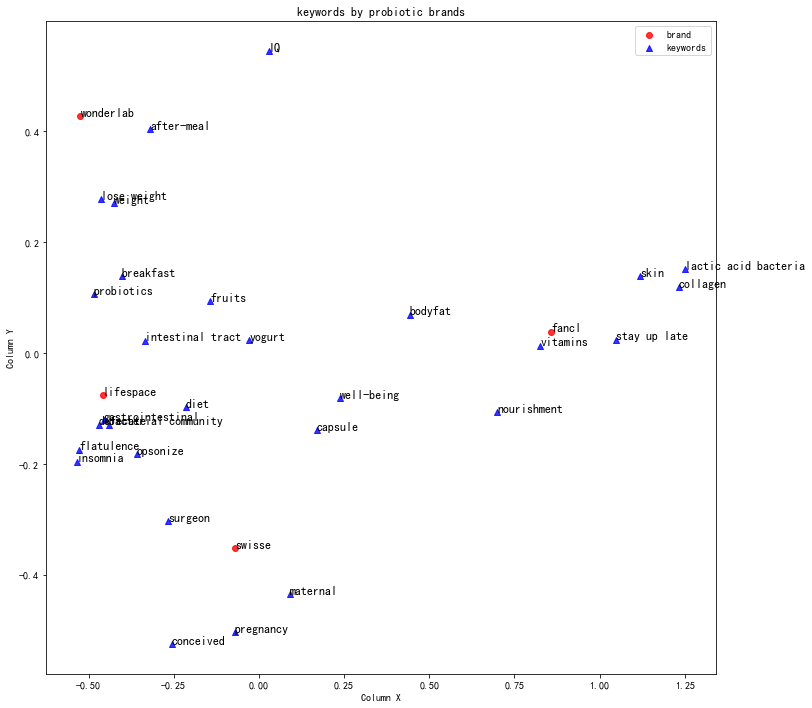 keywords by probiotic brands
brand
keywords
IQ
wonderlab
after-meal
lose weight
weight
lactic acid bacteria
breakfast
skin
collagen
probiotics
fruits
bodyfat
fancl
intestinal tract
yogurt
vitamins
stay up late
lifespace
well-being
diet
nourishment
gastrointestinal
bacterial community
capsule
flatulence
opsonize
insomnia
surgeon
swisse
maternal
pregnancy
conceived
0.4
0.2
0.0
-0.2
-0.4
Column Y
-0.50
-0.25
0.00
0.25
0.50
0.75
1.00
1.25
Column X